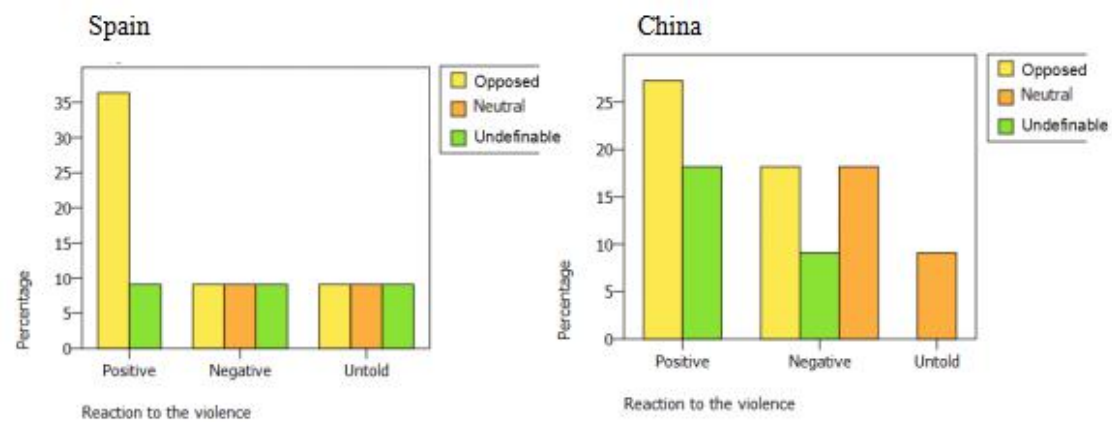 Spain
Opposed
Neutral
Undefinable
35
30
25
20
15
10
5
0
Percentage
Positive
Negative
Untold
Reaction to the violence
China
Opposed
Neutral
Undefinable
25
20
15
10
5
0
Percentage
Positive
Negative
Untold
Reaction to the violence